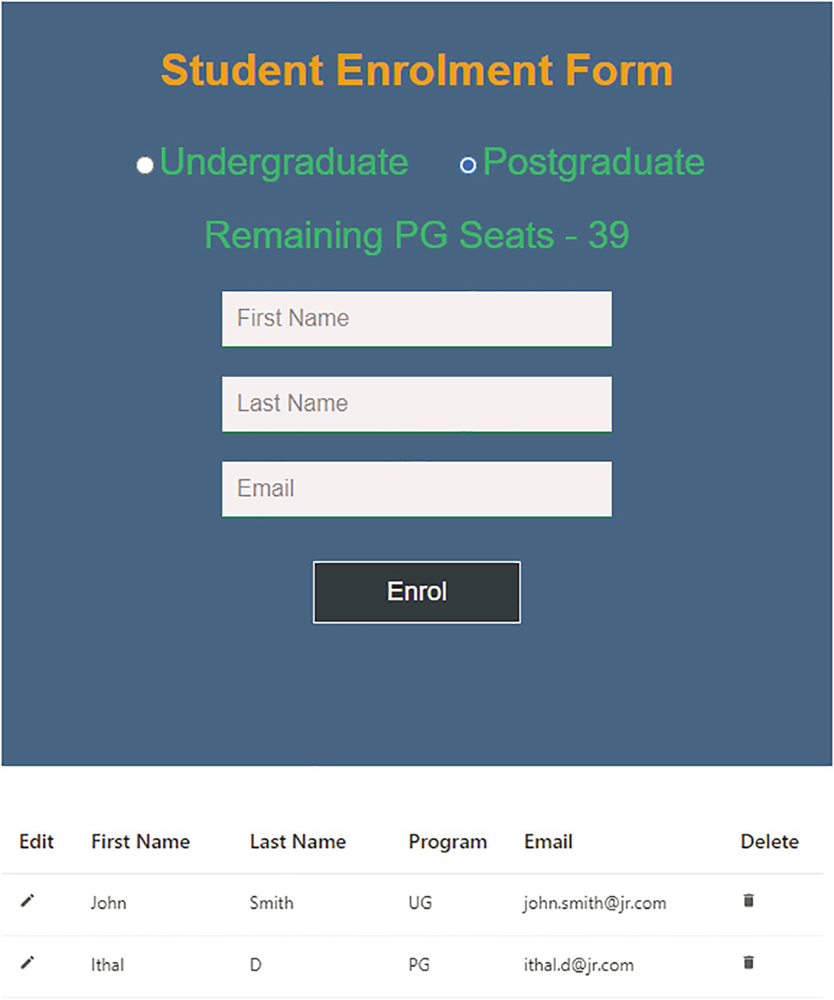 Student Enrolment Form
Undergraduate Postgraduate
Remaining PG Seats - 39
First Name
Last Name
Email
Enrol
Edit First Name Last Name Program Email Delete
John Smith UG john.smith@jr.com
Ithal D PG ithal.d@jr.com